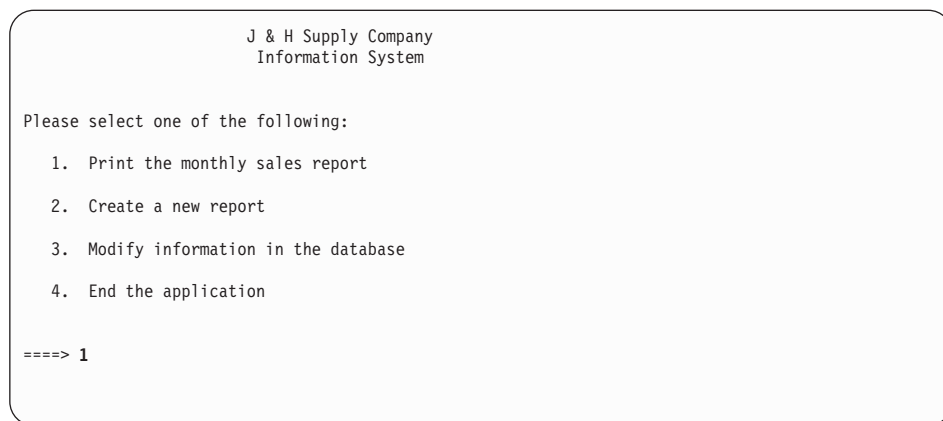 J & H Supply Company
Information System
Please select one of the following:
1. Print the monthly sales report
2. Create a new report
3. Modify information in the database
4. End the application
====> 1